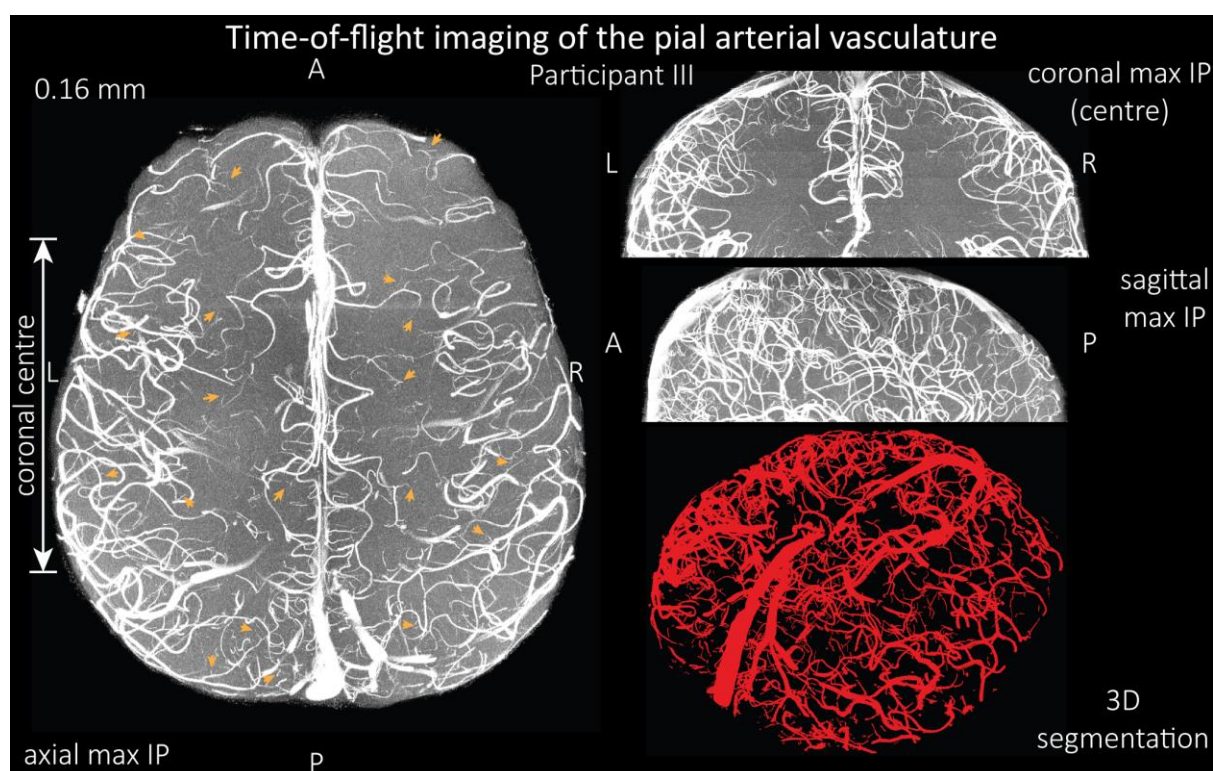 Time-of-flight imaging of the pial arterial vasculature
A
Participant III
0.16 mm
coronal max IP
(centre)
L
R
coronal centre
L
R
sagittal
max IP
A
P
3D
segmentation
axial max IP
P